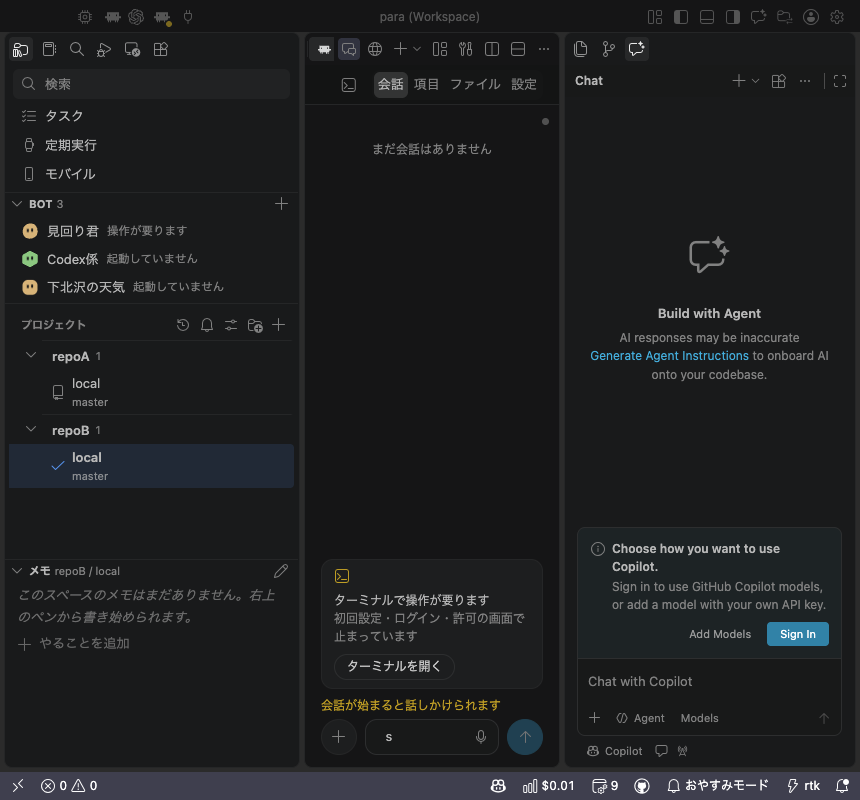 para (Workspace)
検索
タスク
定期実行
モバイル
BOT 3
見回り君 操作が要ります
Codex係 起動していません
下北沢の天気 起動していません
プロジェクト
repoA 1
local
master
repoB 1
local
master
メモ repoB / local
このスペースのメモはまだありません。右上
のペンから書き始められます。
やることを追加
会話 項目 ファイル 設定
まだ会話はありません
ターミナルで操作が要ります
初回設定・ログイン・許可の画面で
止まっています
ターミナルを開く
会話が始まると話しかけられます
s
Chat
Build with Agent
AI responses may be inaccurate
Generate Agent Instructions to onboard AI
onto your codebase.
Choose how you want to use
Copilot.
Sign in to use GitHub Copilot models,
or add a model with your own API key.
Add Models Sign In
Chat with Copilot
Agent Models
Copilot
0 0 $0.01 9 おやすみモード rtk